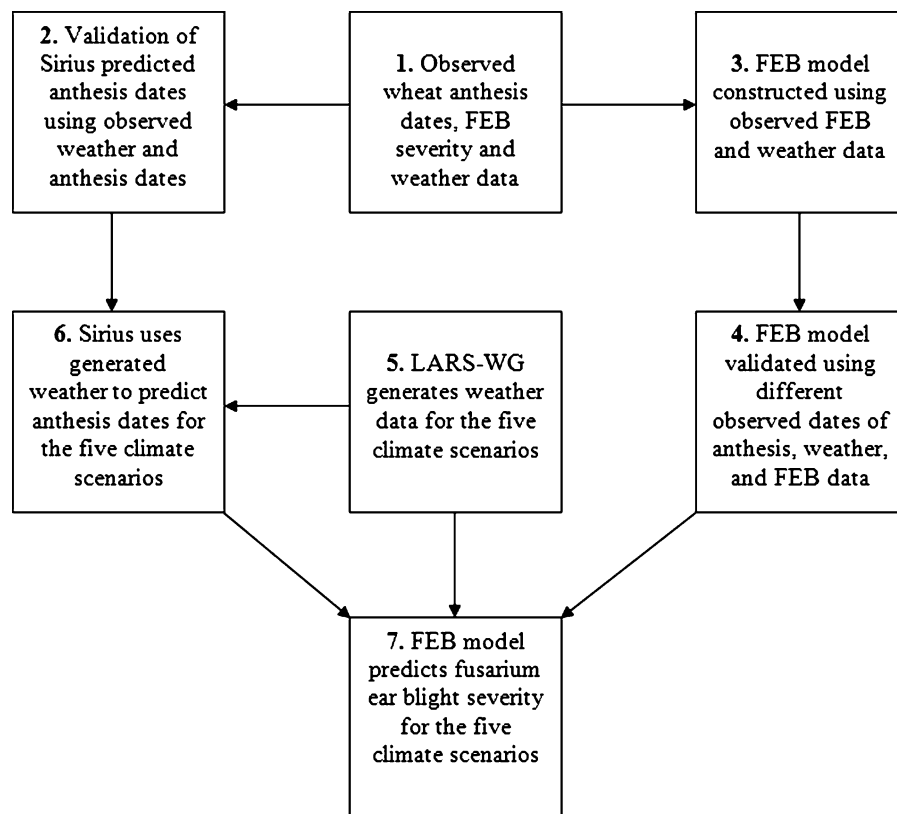 2. Validation of
Sirius predicted
anthesis dates
using observed
weather and
anthesis dates
1. Observed
wheat anthesis
dates, FEB
severity and
weather data
3. FEB model
constructed using
observed FEB
and weather data
6. Sirius uses
generated
weather to predict
anthesis dates for
the five climate
scenarios
5. LARS-WG
generates weather
data for the five
climate scenarios
4. FEB model
validated using
different
observed dates of
anthesis, weather,
and FEB data
7. FEB model
predicts fusarium
ear blight severity
for the five
climate scenarios